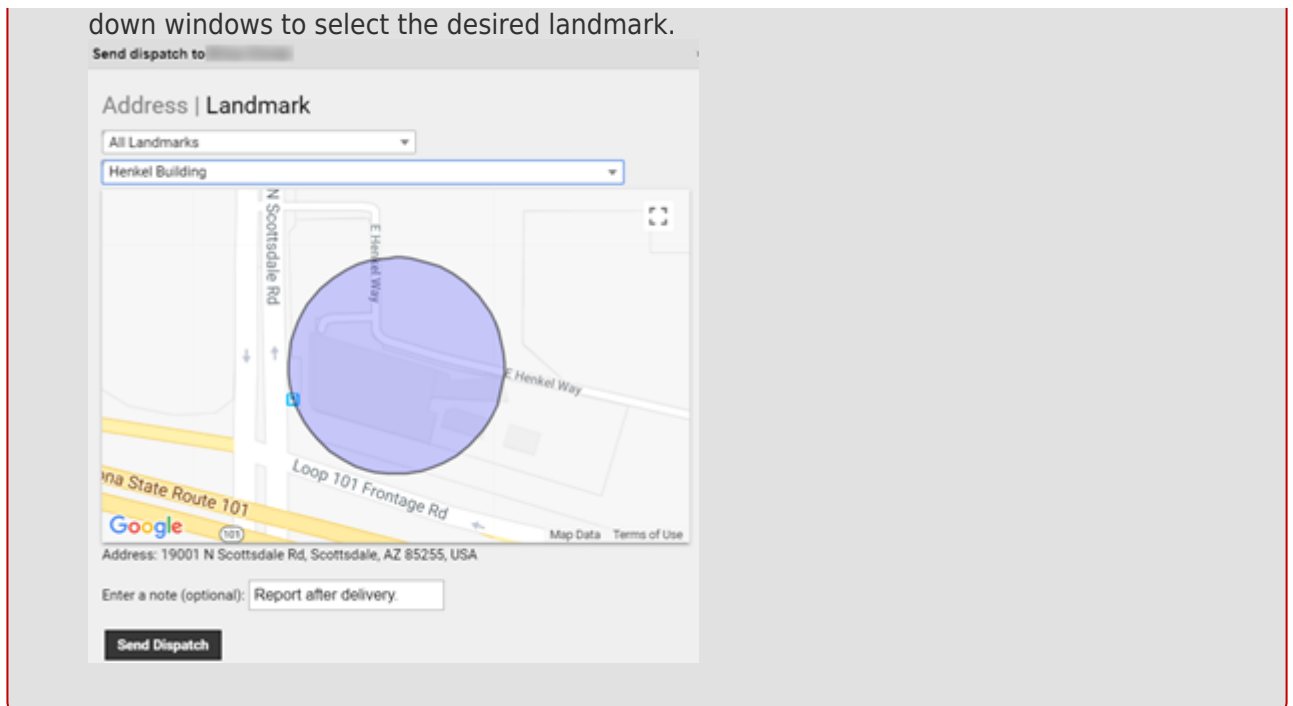 down windows to select the desired landmark.
Send dispatch to
Address | Landmark
All Landmarks
Henkel Building
N Scottsdale Rd
E Henkel Way
E Henkel Way
Loop 101 Frontage Rd
ona State Route 101
101
Google
Map Data Terms of Use
Address: 19001 N Scottsdale Rd, Scottsdale, AZ 85255, USA
Enter a note (optional): Report after delivery.
Send Dispatch